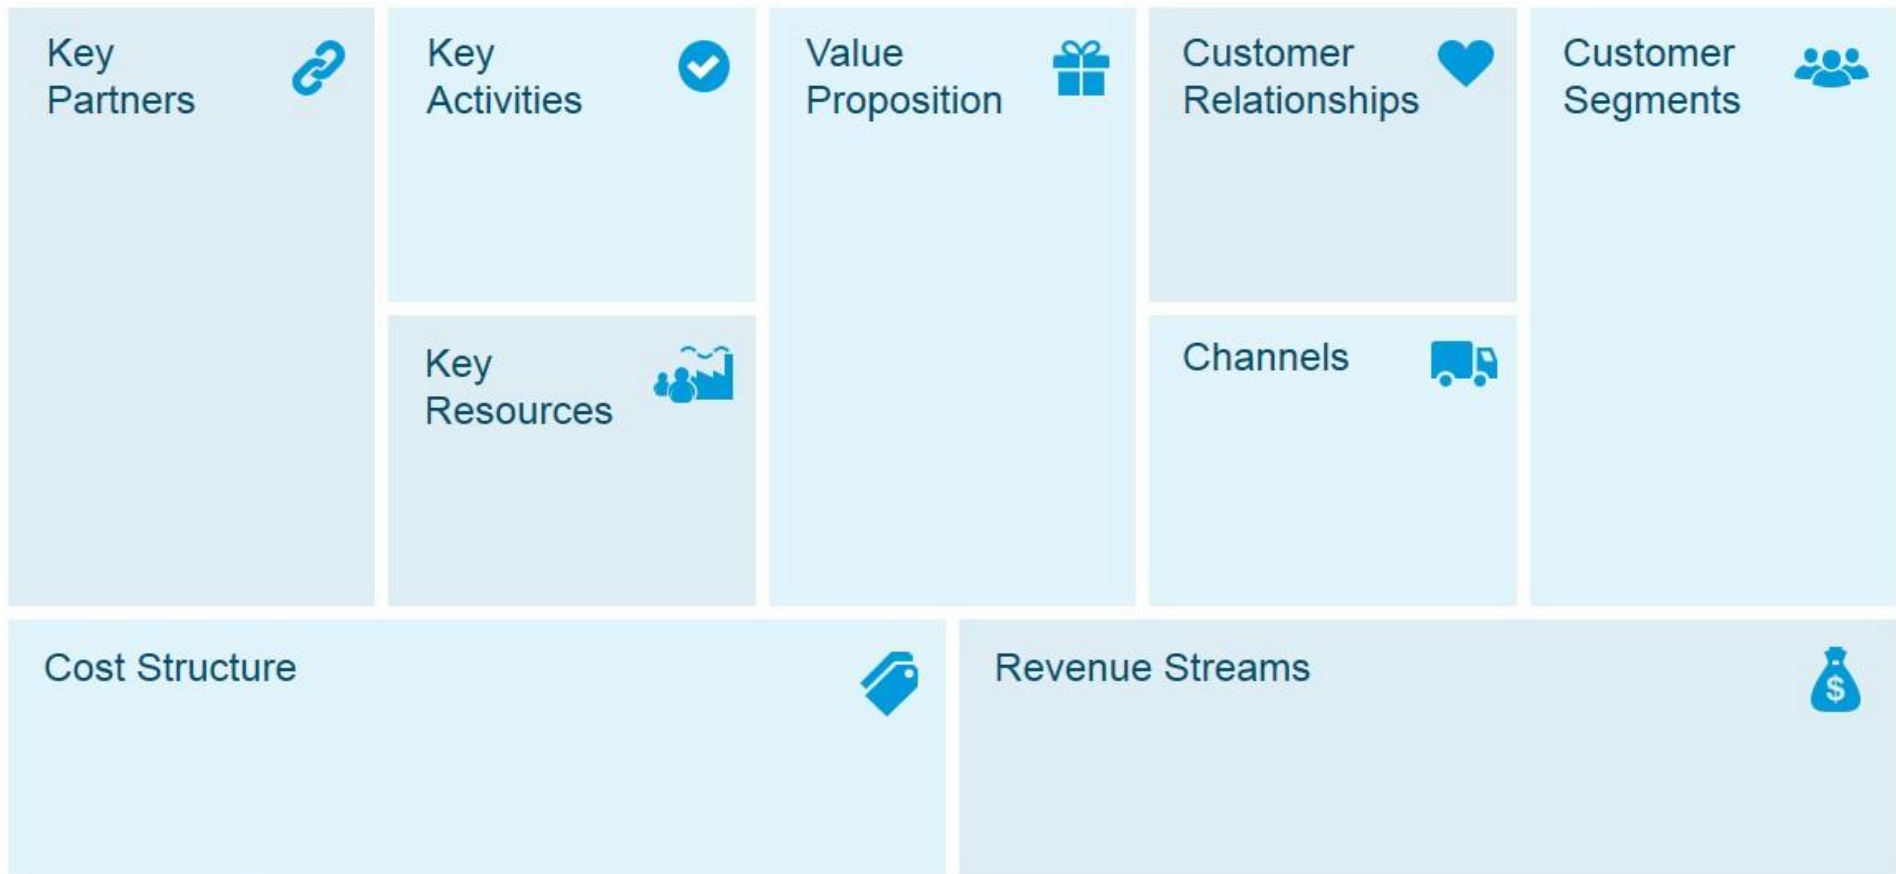 Key
Partners
Key
Activities
Key
Resources
Value
Proposition
Customer
Relationships
Channels
Customer
Segments
Cost Structure
Revenue Streams
$